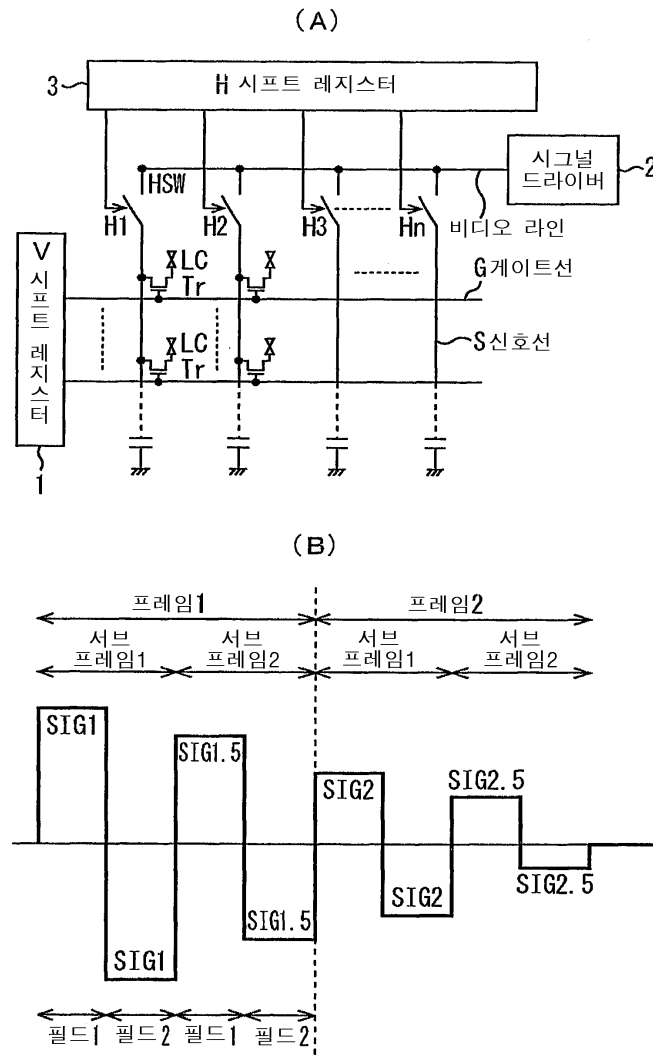 (A)
3
H 시프트 레지스터
시그널
드라이버
2
HSW
H1
H2
H3
Hn
비디오 라인
V
시프트 레지스터
LC
Tr
G게이트선
LC
Tr
S신호선
1
(B)
프레임1
프레임2
서브
프레임1
서브
프레임2
서브
프레임1
서브
프레임2
SIG1
SIG1.5
SIG2
SIG2.5
SIG1
SIG1.5
SIG2
SIG2.5
필드1
필드2
필드1
필드2